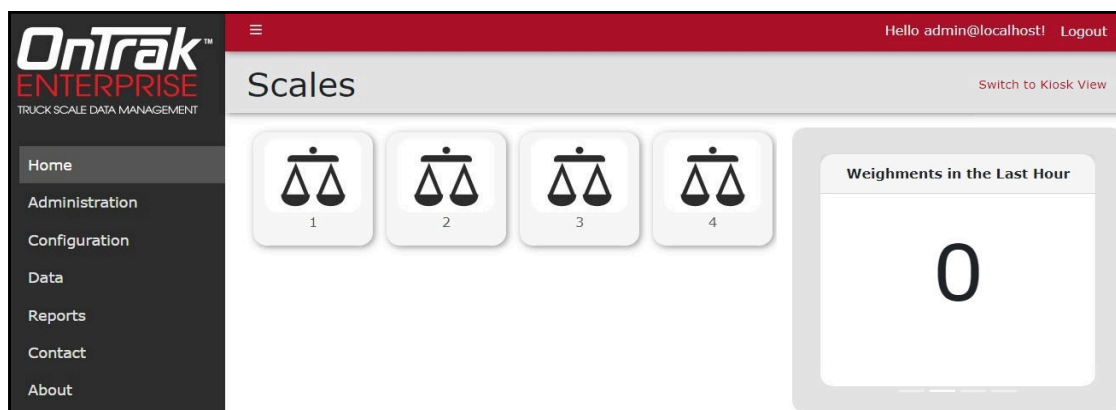 OnTrak™
ENTERPRISE
TRUCK SCALE DATA MANAGEMENT
Home
Administration
Configuration
Data
Reports
Contact
About
Hello admin@localhost! Logout
Scales
Switch to Kiosk View
1 2 3 4
Weighments in the Last Hour
0